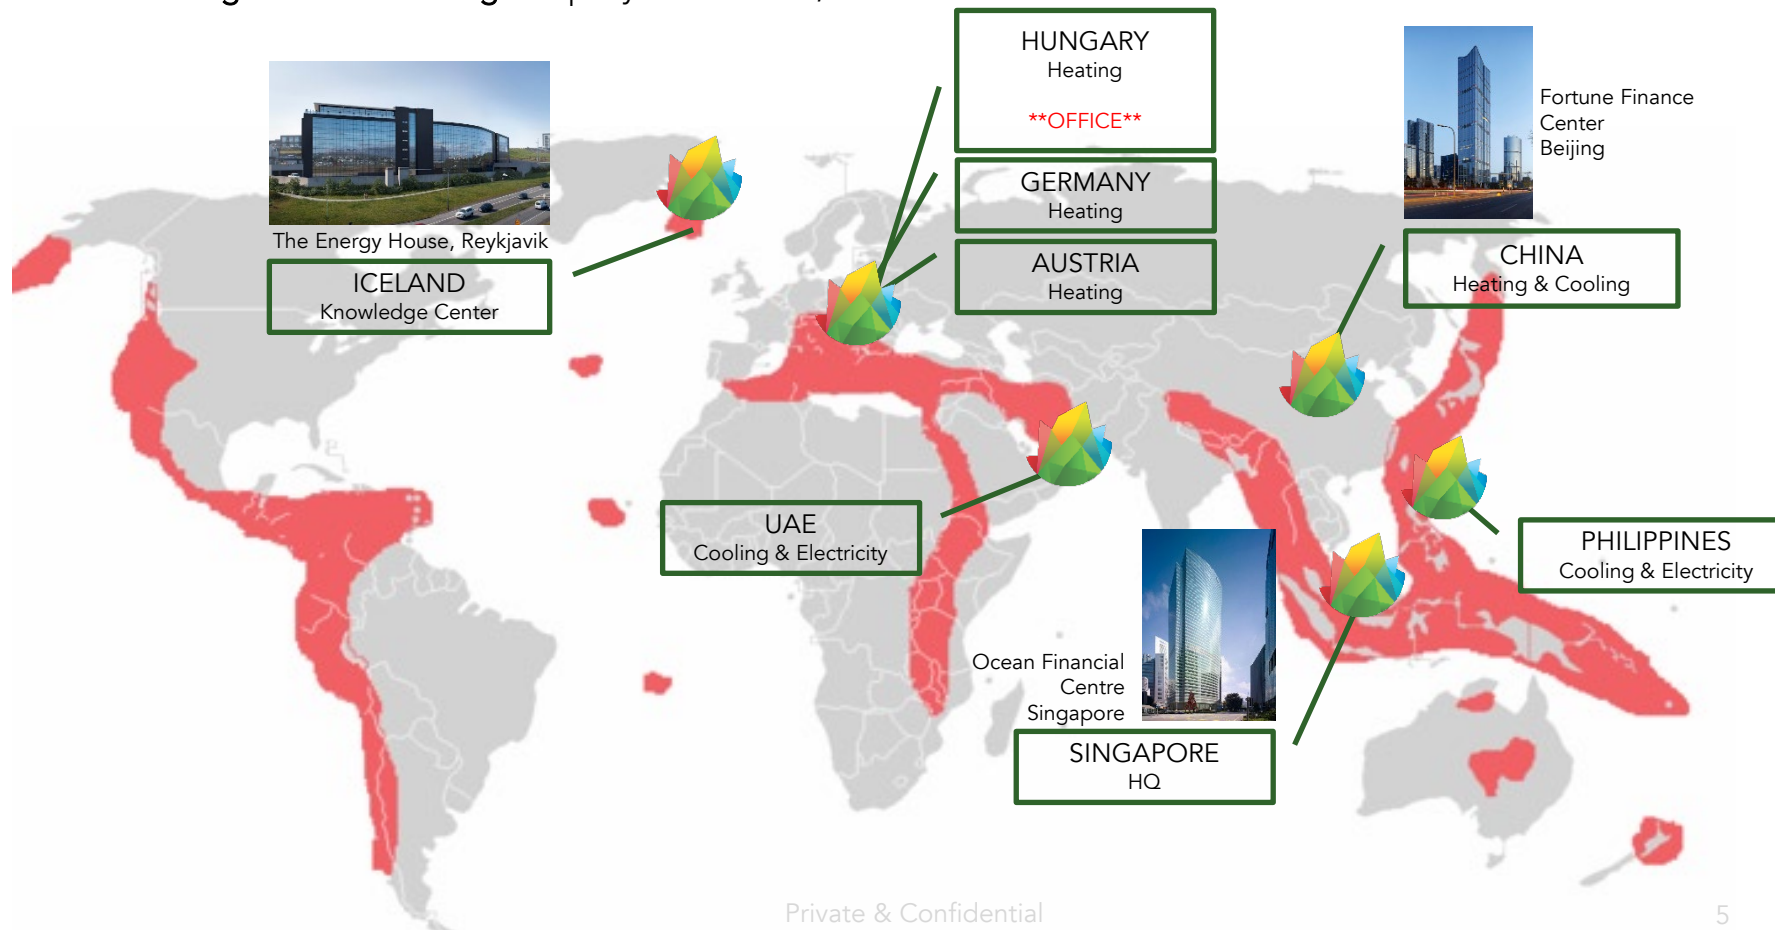 HUNGARY
Heating
**OFFICE**
GERMANY
Heating
AUSTRIA
Heating
The Energy House, Reykjavik
ICELAND
Knowledge Center
Fortune Finance
Center
Beijing
CHINA
Heating & Cooling
UAE
Cooling & Electricity
PHILIPPINES
Cooling & Electricity
Ocean Financial
Centre
Singapore
SINGAPORE
HQ
Private & Confidential
5